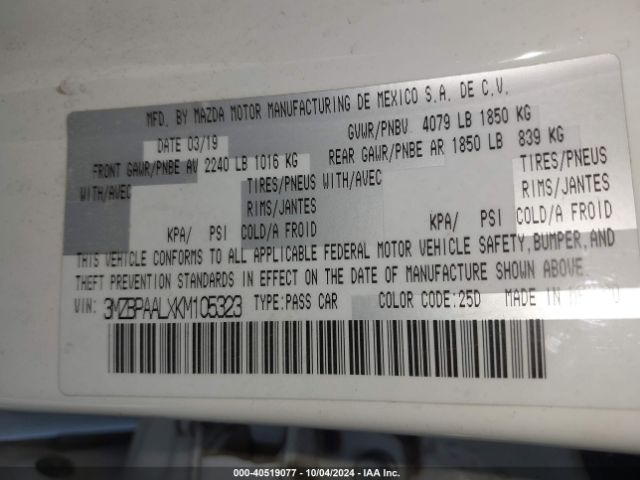 MFD. BY MAZDA MOTOR MANUFACTURING DE MEXICO S.A. DE C.V.
DATE 03/19 GVWR/PNBV 4079 LB 1850 KG
FRONT GAWR/PNBE AV 2240 LB 1016 KG REAR GAWR/PNBE AR 1850 LB 839 KG
WITH/AVEC TIRES/PNEUS WITH/AVEC TIRES/PNEUS
RIMS/JANTES RIMS/JANTES
KPA/ PSI COLD/A FROID KPA/ PSI COLD/A FROID
THIS VEHICLE CONFORMS TO ALL APPLICABLE FEDERAL MOTOR VEHICLE SAFETY, BUMPER, AND
THEFT PREVENTION STANDARDS IN EFFECT ON THE DATE OF MANUFACTURE SHOWN ABOVE.
VIN: 3MZBPAALXKM105323 TYPE:PASS CAR COLOR CODE:25D MADE IN
000-40519077 - 10/04/2024 - IAA Inc.